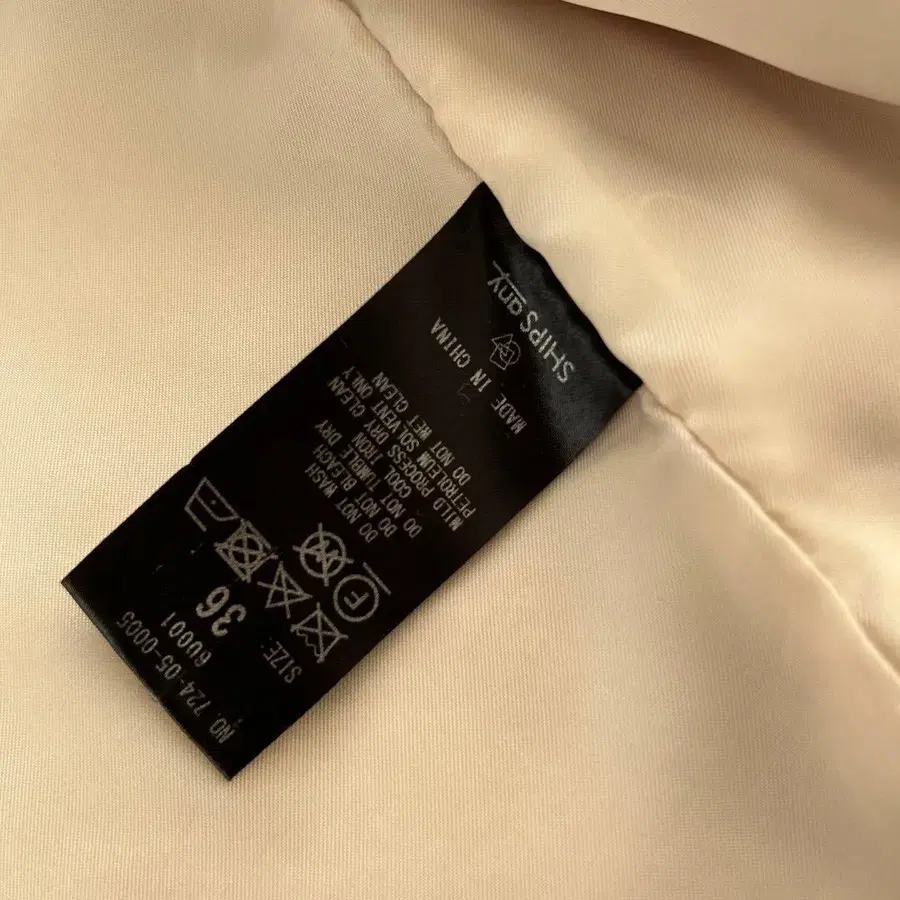 NO. 724-05-0005
6U001
SIZE: 36
F
W
DO NOT WASH
DO NOT BLEACH
DO NOT TUMBLE DRY
COOL IRON
MILD PROCESS DRY CLEAN
PETROLEUM SOLVENT ONLY
DO NOT WET CLEAN
MADE IN CHINA
SHIPS any